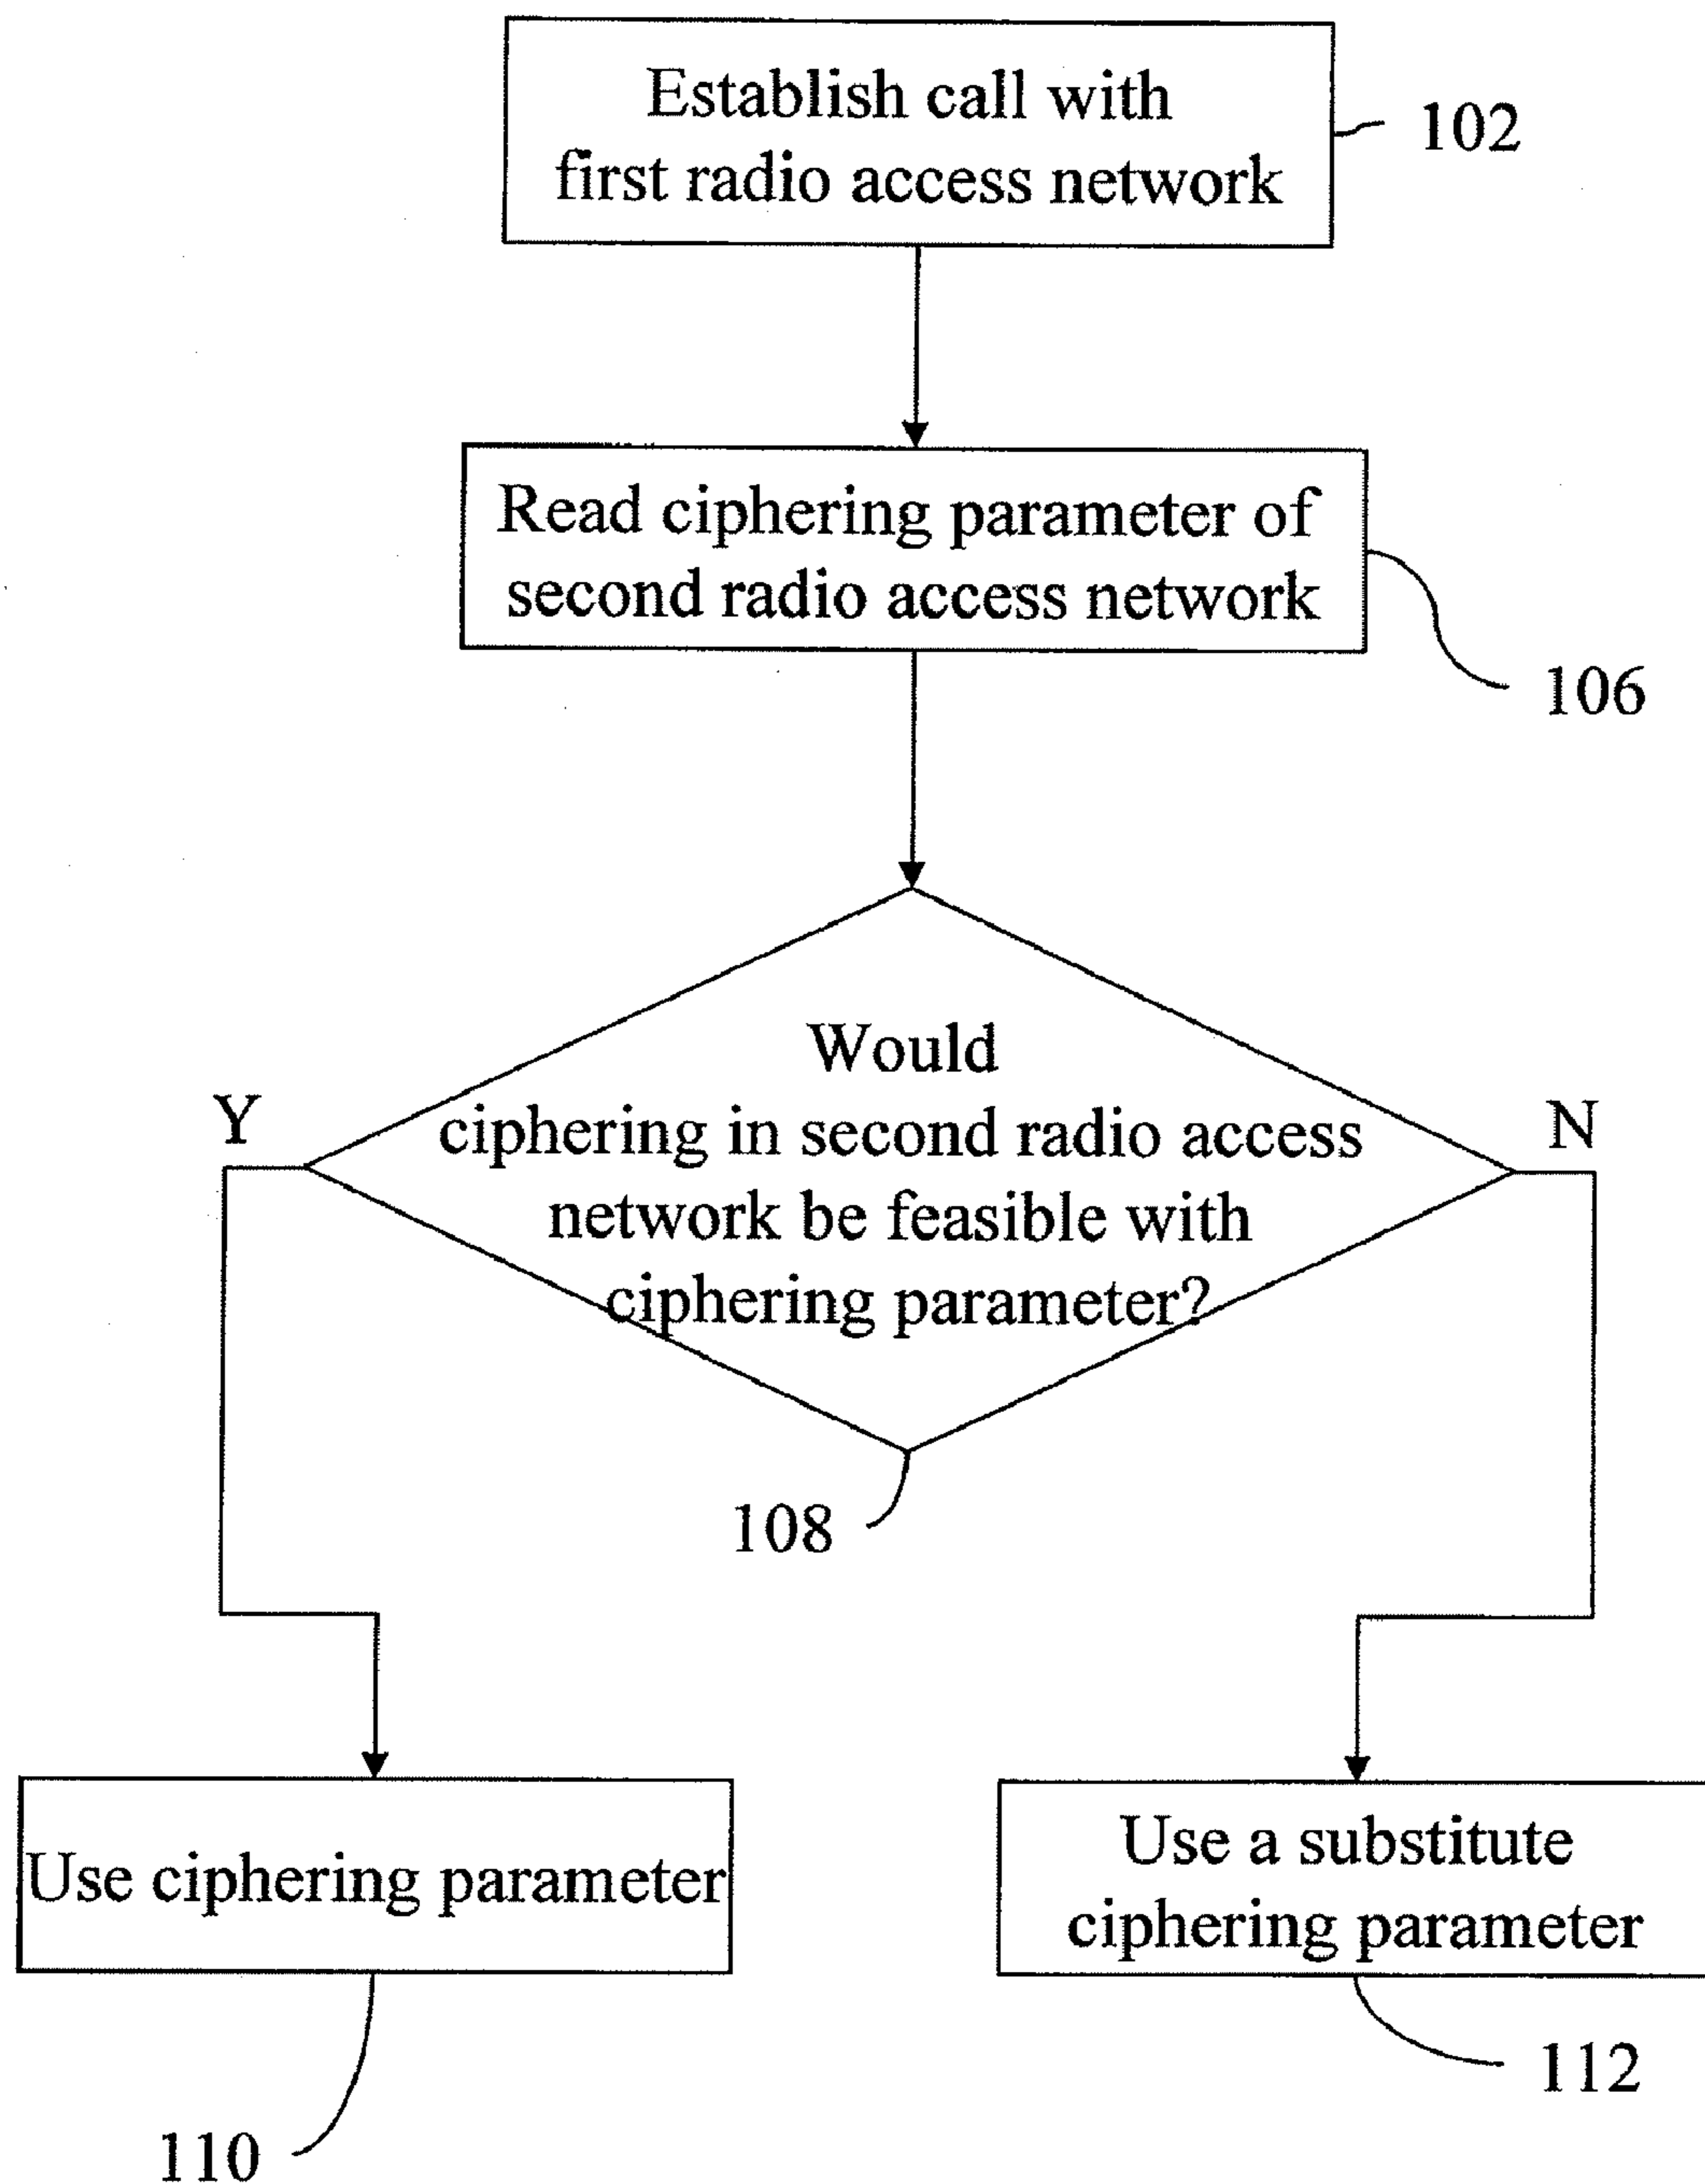 Establish call with
first radio access network
102
Read ciphering parameter of
second radio access network
106
Would
ciphering in second radio access
network be feasible with
ciphering parameter?
Y
N
108
Use ciphering parameter
110
Use a substitute
ciphering parameter
112